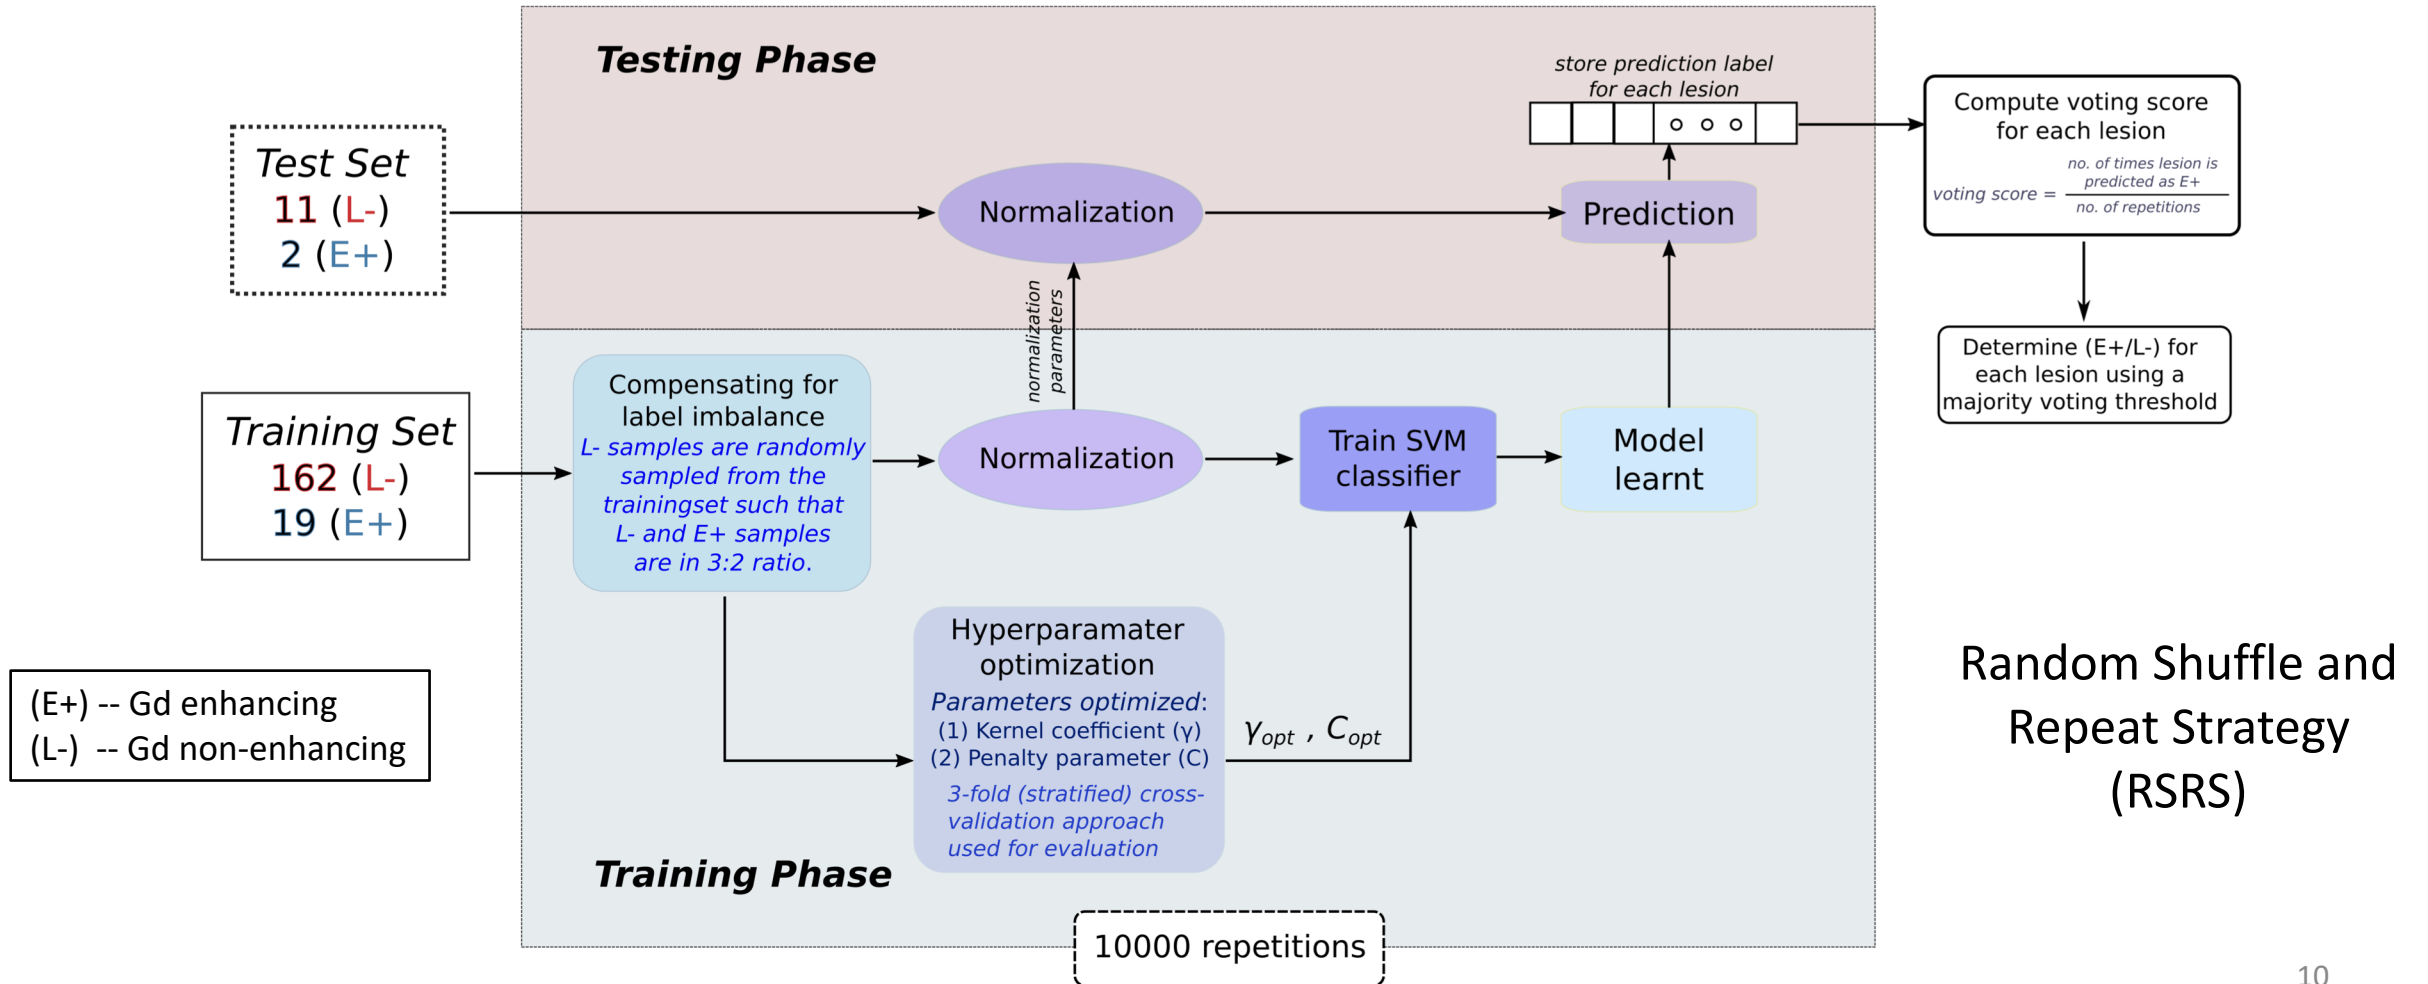 Testing Phase
store prediction label
for each lesion
Compute voting score
for each lesion
voting score =
no. of times lesion is
predicted as E+
no. of repetitions
Test Set
11 (L-)
2 (E+)
Normalization
Prediction
normalization
parameters
Determine (E+/L-) for
each lesion using a
majority voting threshold
Training Set
162 (L-)
19 (E+)
Compensating for
label imbalance
L- samples are randomly
sampled from the
trainingset such that
L- and E+ samples
are in 3:2 ratio.
Normalization
Train SVM
classifier
Model
learnt
Hyperparamater
optimization
Parameters optimized:
(1) Kernel coefficient (γ)
(2) Penalty parameter (C)
3-fold (stratified) cross-
validation approach
used for evaluation
γopt , Copt
(E+) -- Gd enhancing
(L-) -- Gd non-enhancing
Random Shuffle and
Repeat Strategy
(RSRS)
Training Phase
10000 repetitions
10